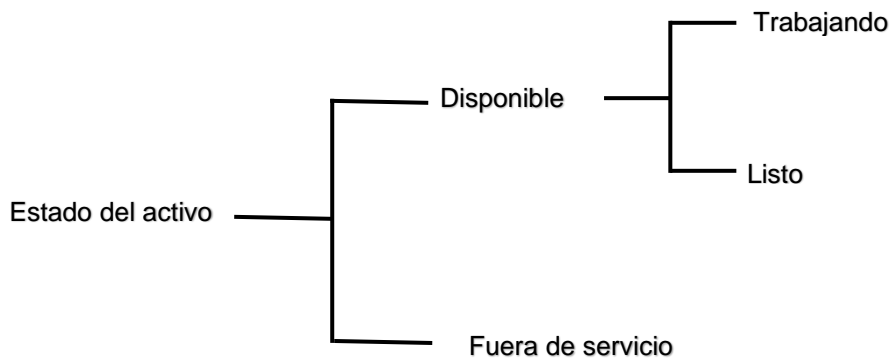 Trabajando
Disponible
Listo
Estado del activo
Fuera de servicio